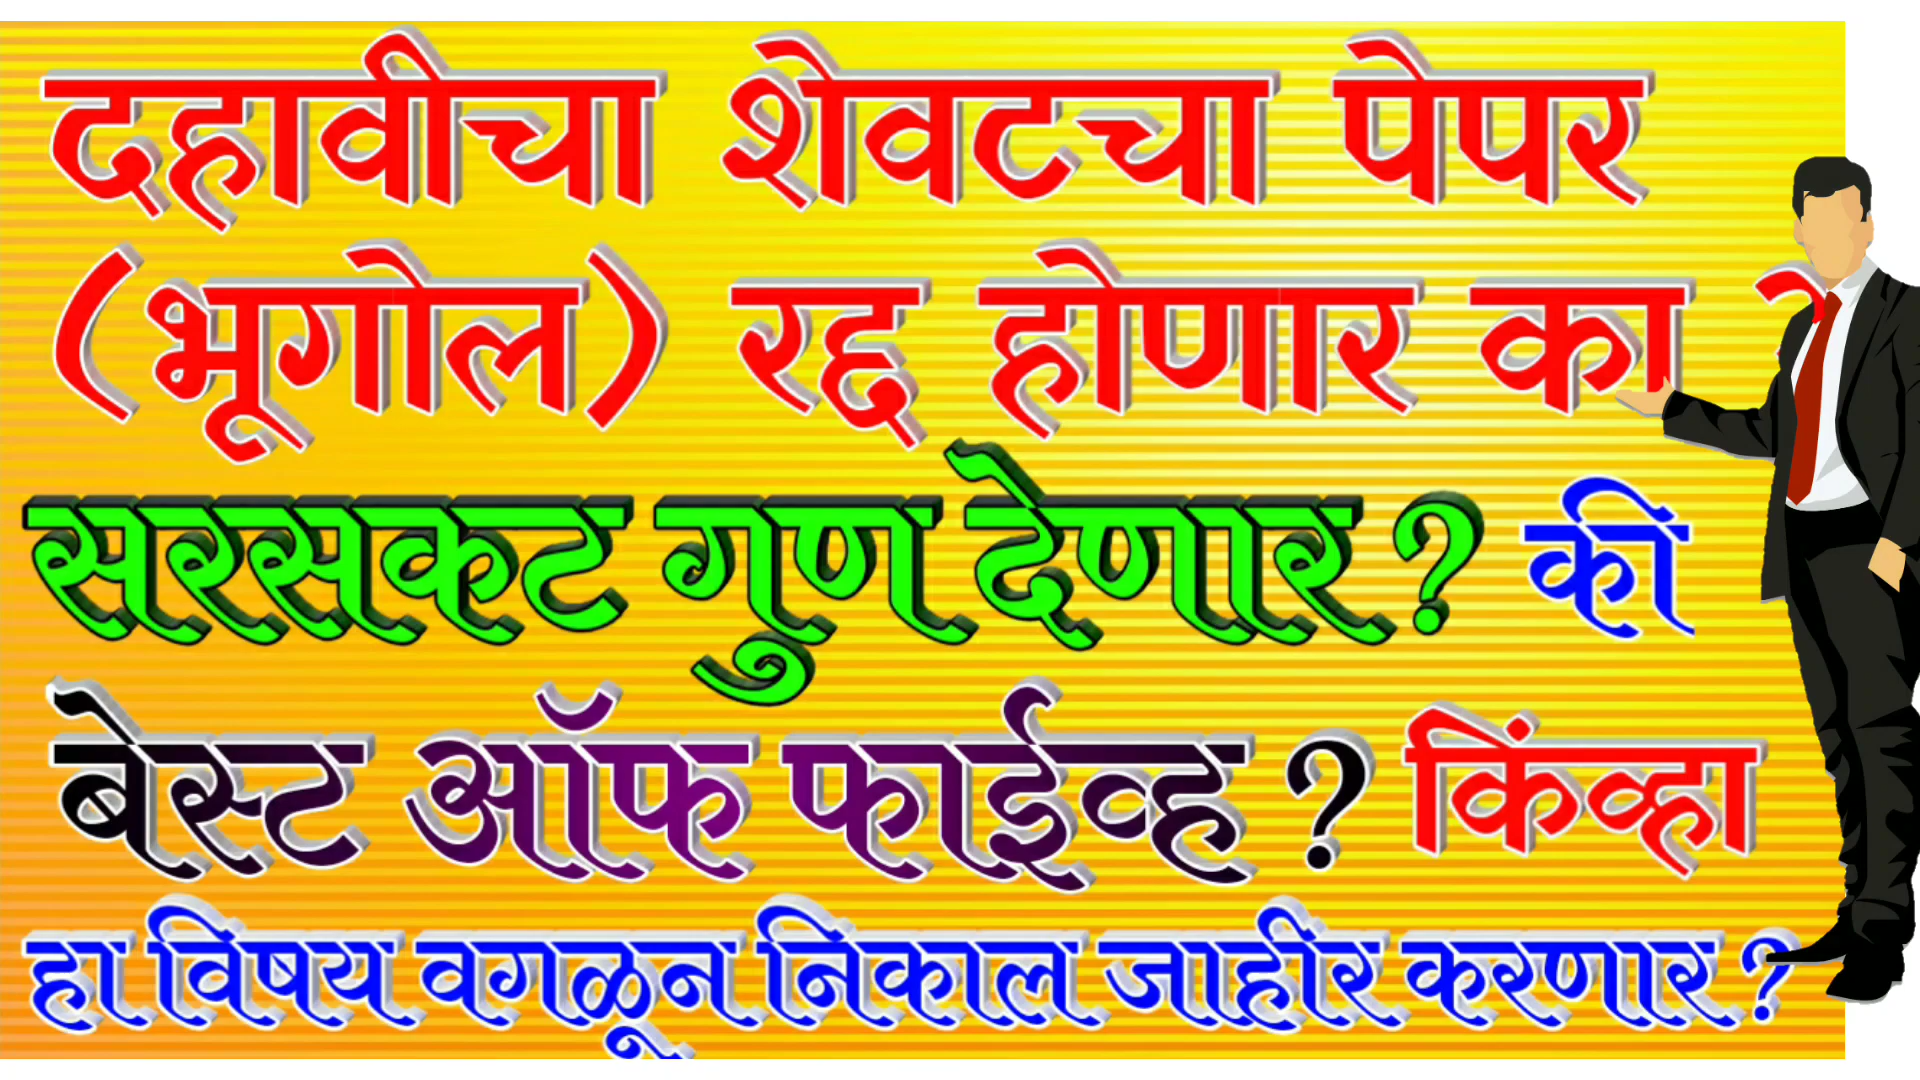 दहावीचा शेवटचा पेपर
(भूगोल) रद्द होणार का ?
सरसकट गुण देणार ? की
बेस्ट ऑफ फाईव्ह ? किंव्हा
हा विषय वगळून निकाल जाहीर करणार ?